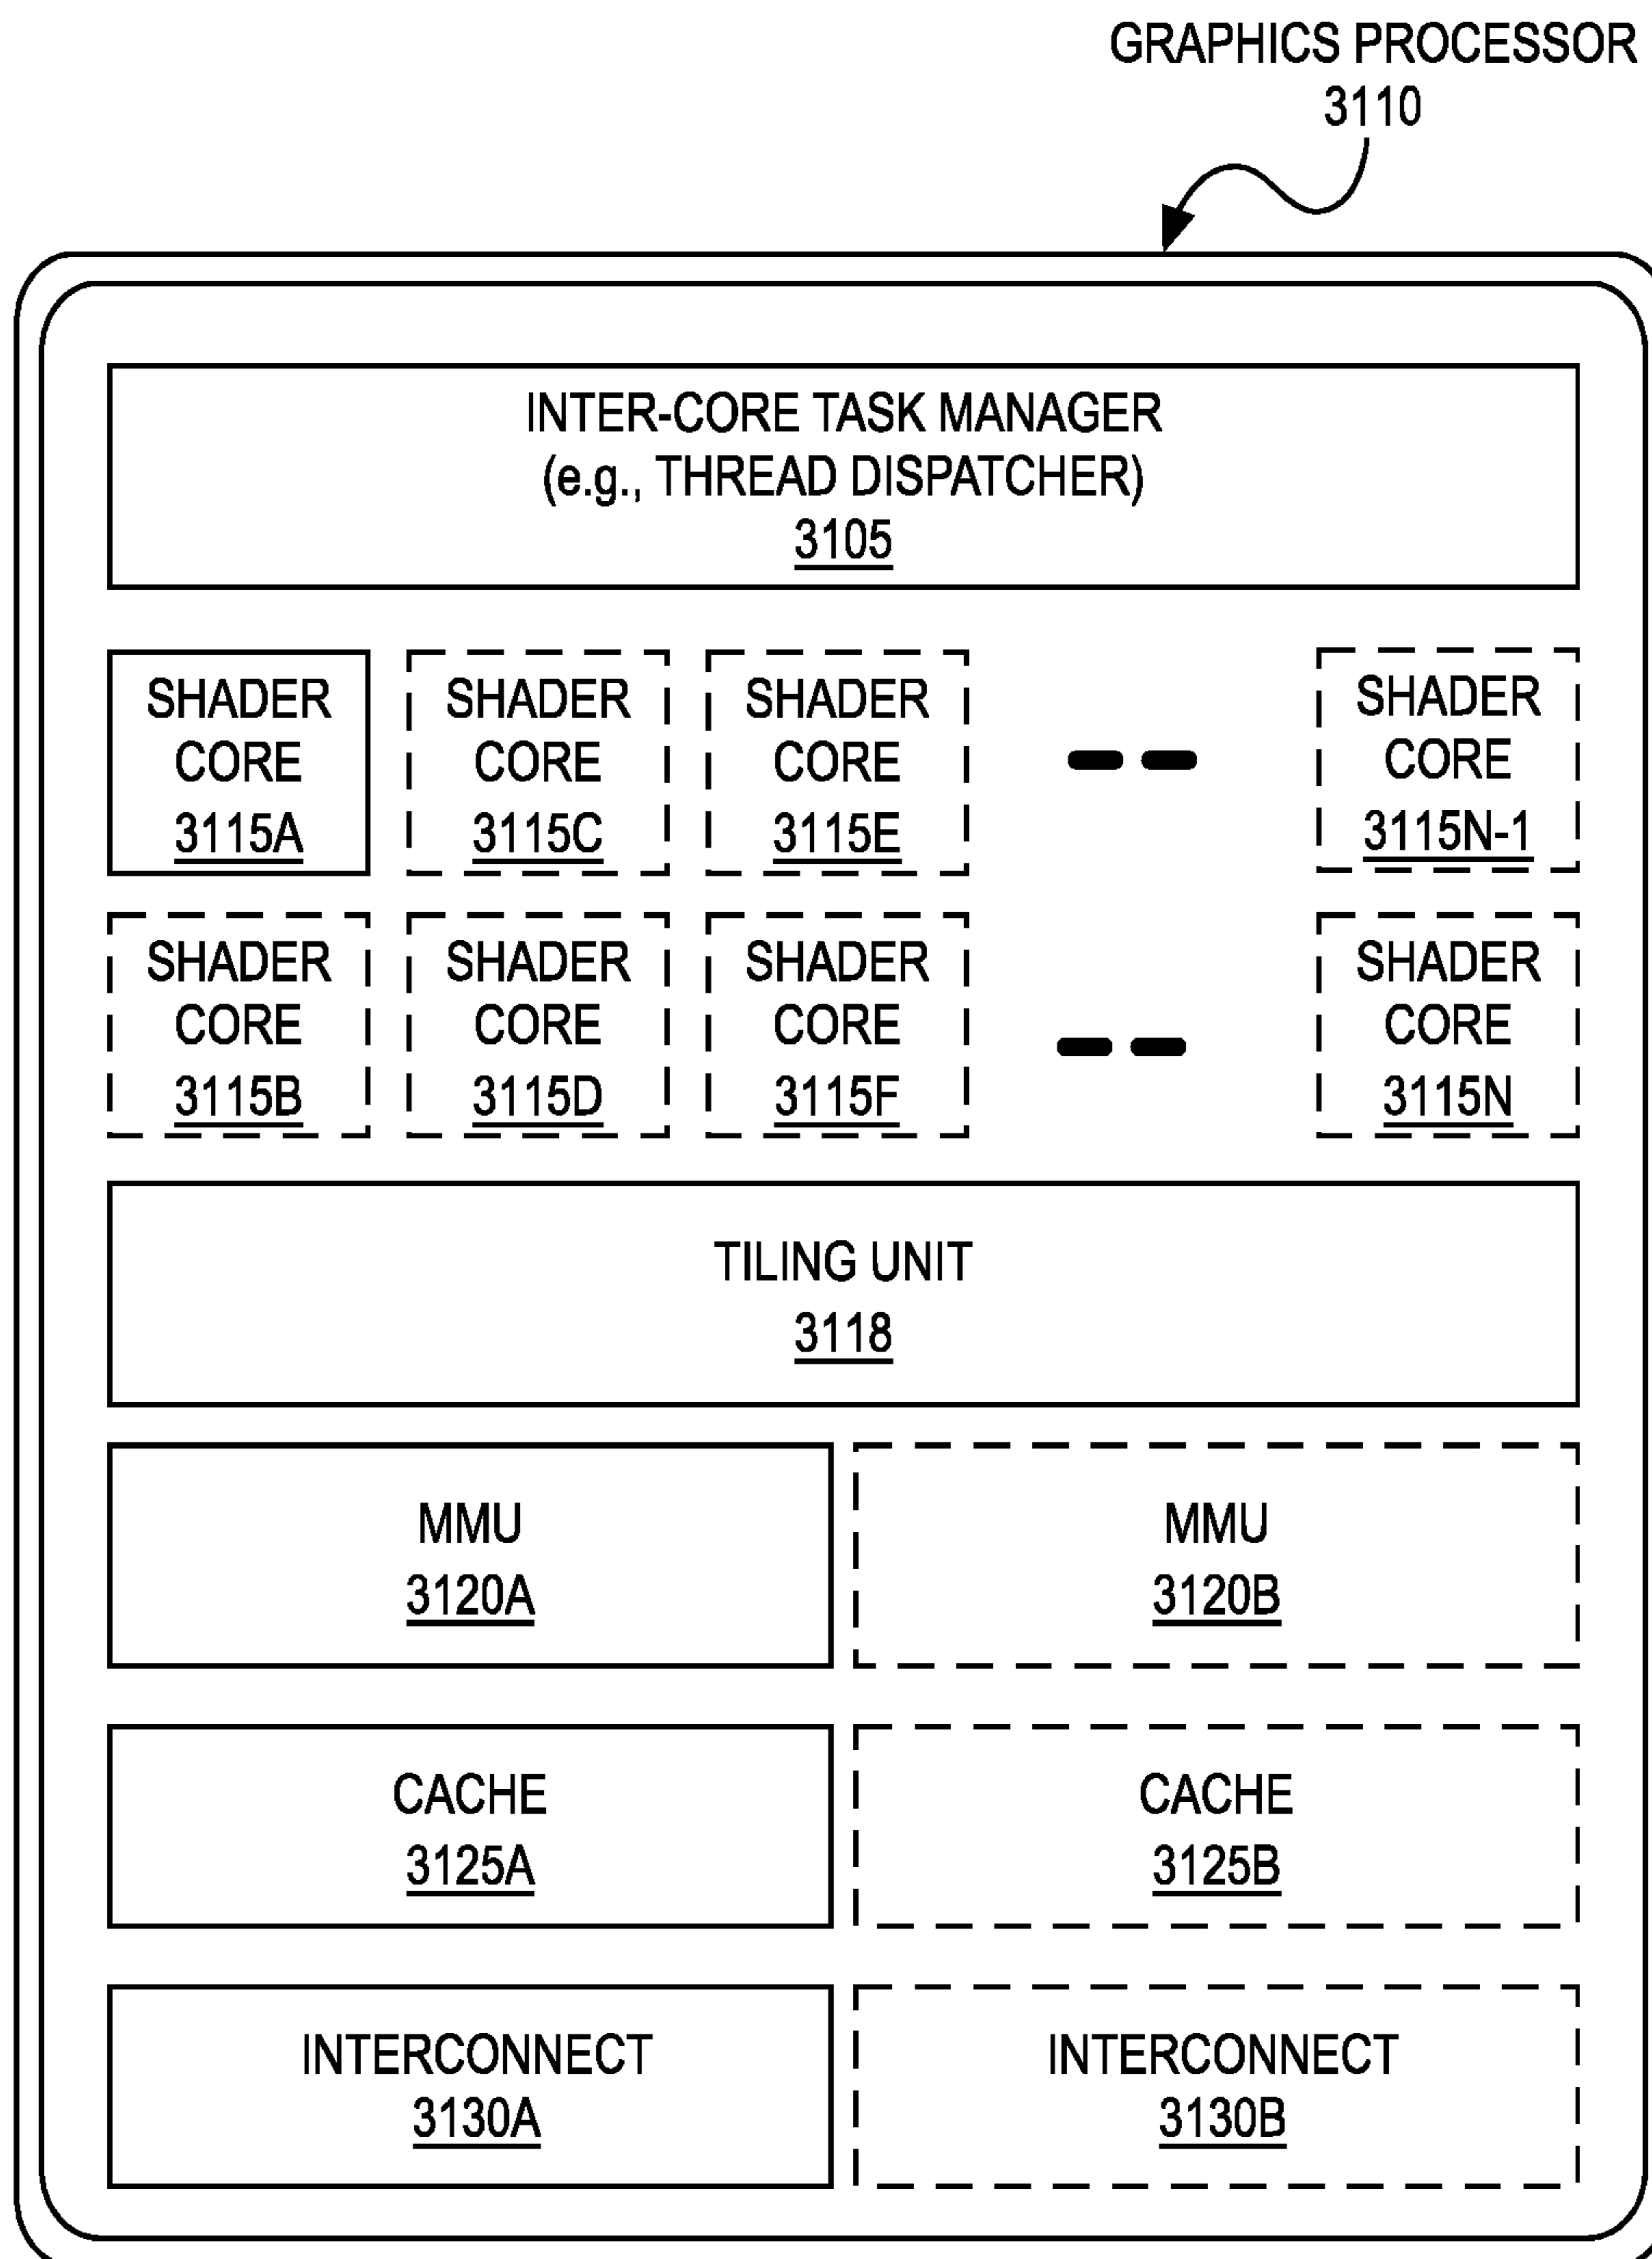 GRAPHICS PROCESSOR
3110
INTER-CORE TASK MANAGER
(e.g., THREAD DISPATCHER)
3105
SHADER
CORE
3115A
SHADER
CORE
3115C
SHADER
CORE
3115E
SHADER
CORE
3115N-1
SHADER
CORE
3115B
SHADER
CORE
3115D
SHADER
CORE
3115F
SHADER
CORE
3115N
TILING UNIT
3118
MMU
3120A
MMU
3120B
CACHE
3125A
CACHE
3125B
INTERCONNECT
3130A
INTERCONNECT
3130B